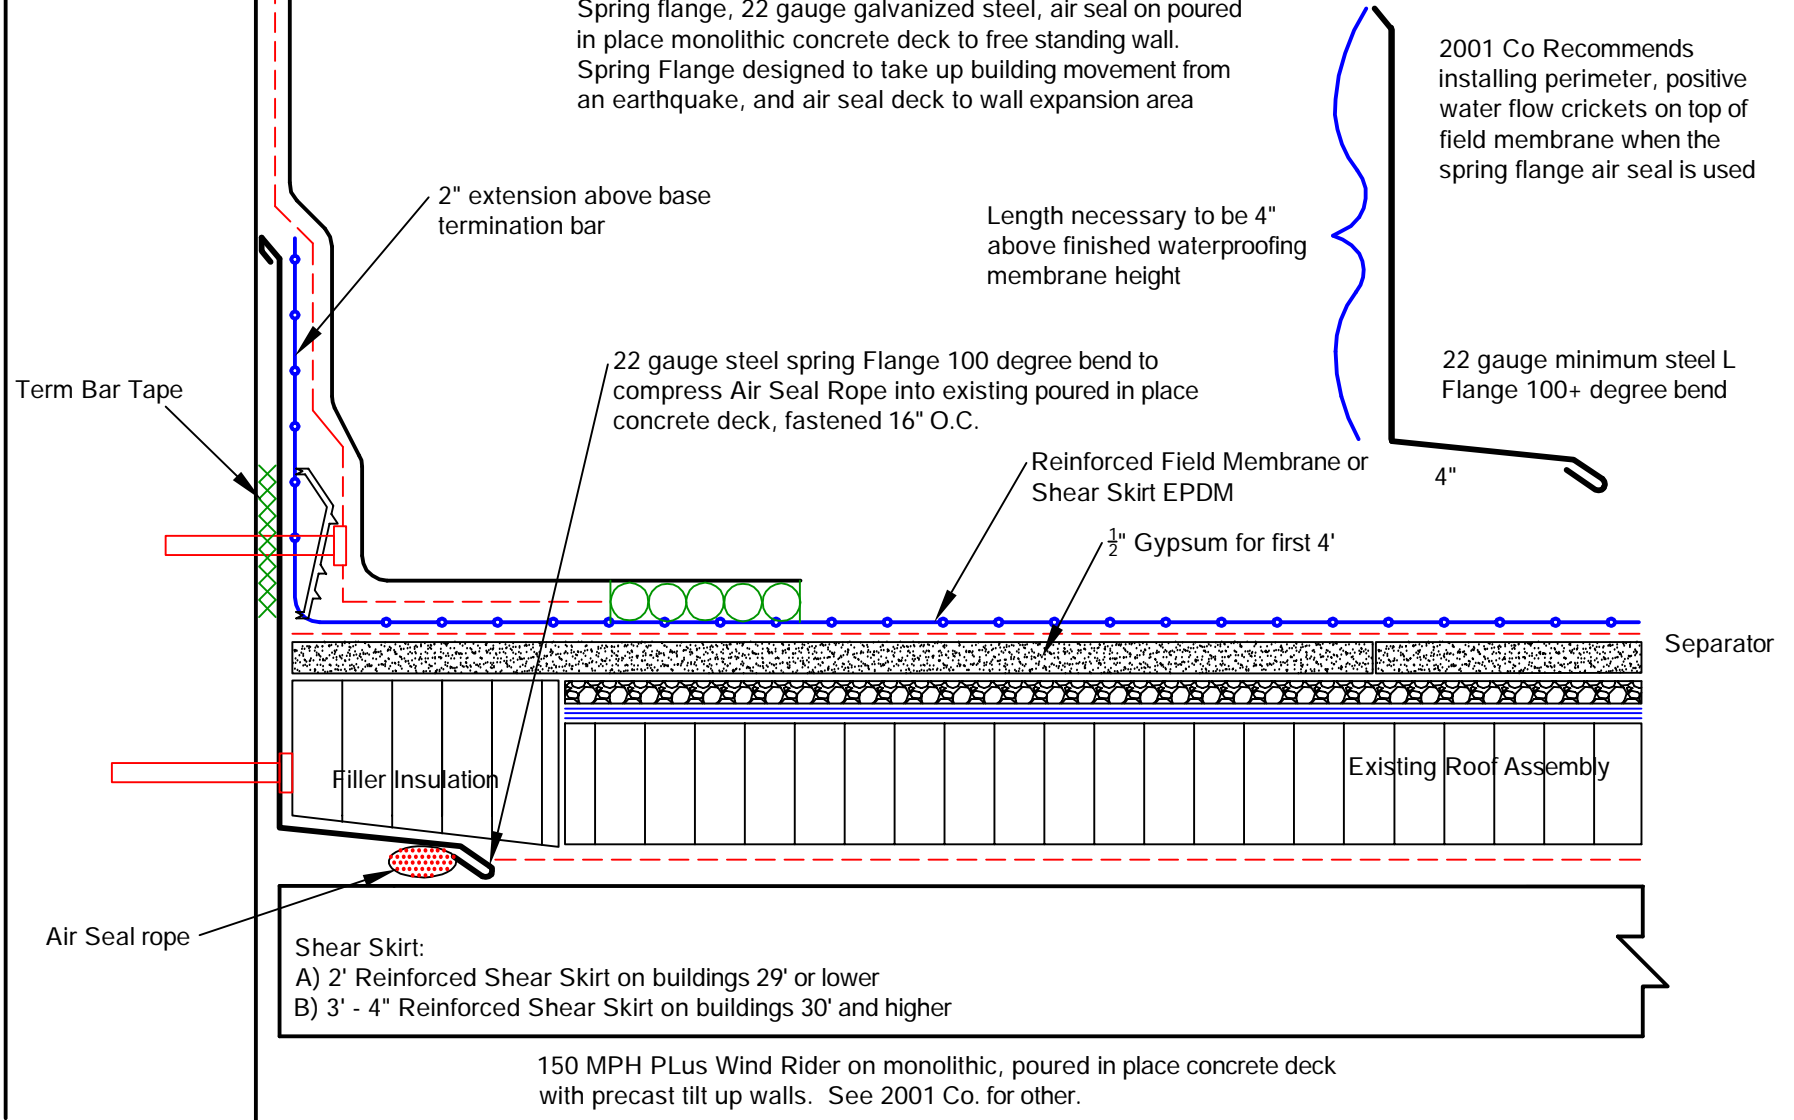 Spring flange, 22 gauge galvanized steel, air seal on poured
in place monolithic concrete deck to free standing wall.
Spring Flange designed to take up building movement from
an earthquake, and air seal deck to wall expansion area
2001 Co Recommends
installing perimeter, positive
water flow crickets on top of
field membrane when the
spring flange air seal is used
2" extension above base
termination bar
Length necessary to be 4"
above finished waterproofing
membrane height
22 gauge steel spring Flange 100 degree bend to
compress Air Seal Rope into existing poured in place
concrete deck, fastened 16" O.C.
22 gauge minimum steel L
Flange 100+ degree bend
Term Bar Tape
4"
Reinforced Field Membrane or
Shear Skirt EPDM
1/2" Gypsum for first 4'
Separator
Filler Insulation
Existing Roof Assembly
Air Seal rope
Shear Skirt:
A) 2' Reinforced Shear Skirt on buildings 29' or lower
B) 3' - 4" Reinforced Shear Skirt on buildings 30' and higher
150 MPH PLus Wind Rider on monolithic, poured in place concrete deck
with precast tilt up walls.  See 2001 Co. for other.